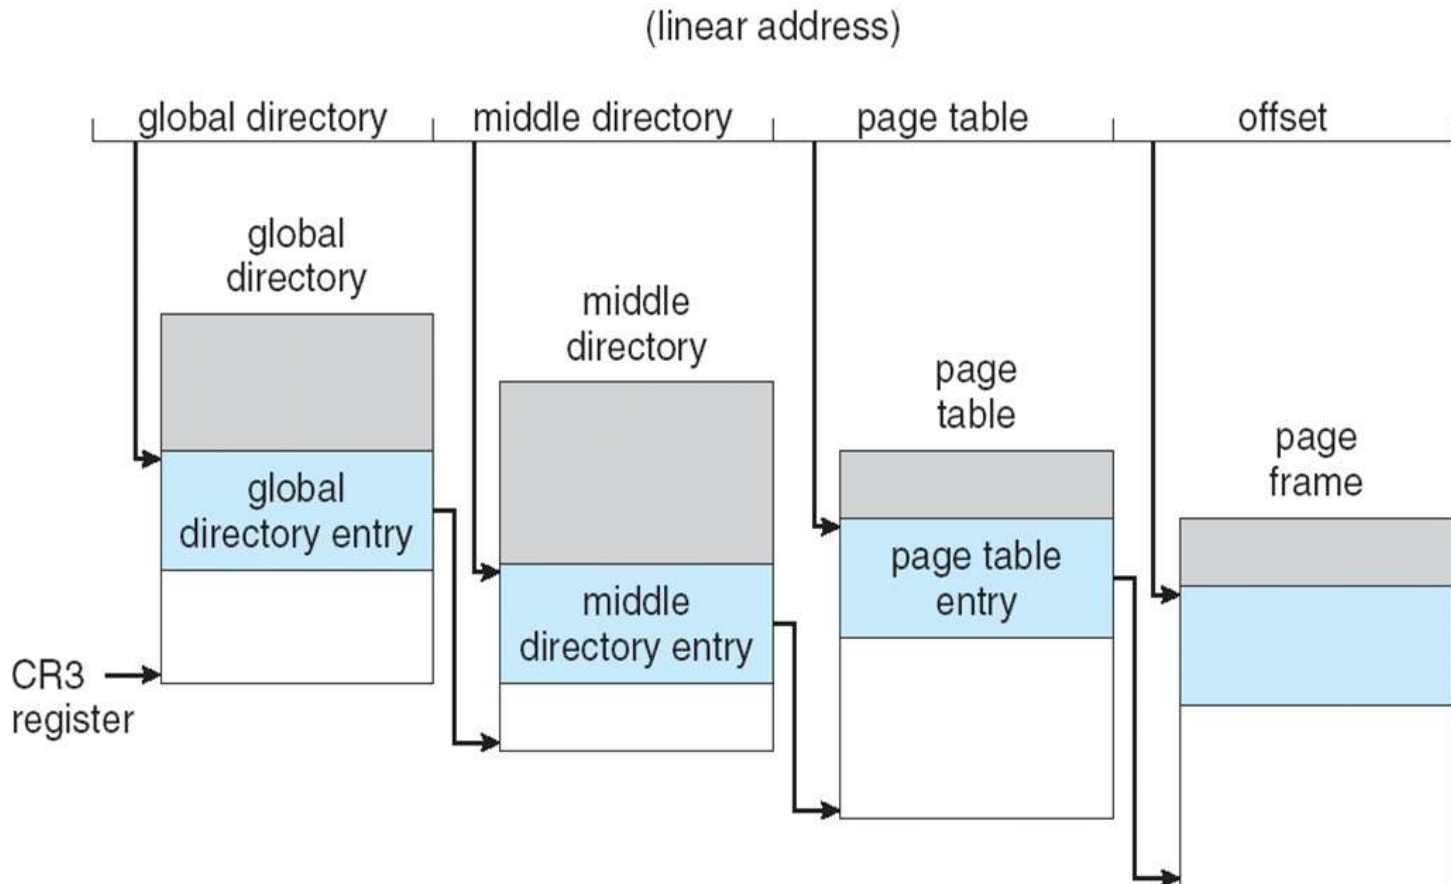 (linear address)
global directory
middle directory
page table
offset
global
directory
middle
directory
page
table
page
frame
global
directory entry
middle
directory entry
page table
entry
CR3
register